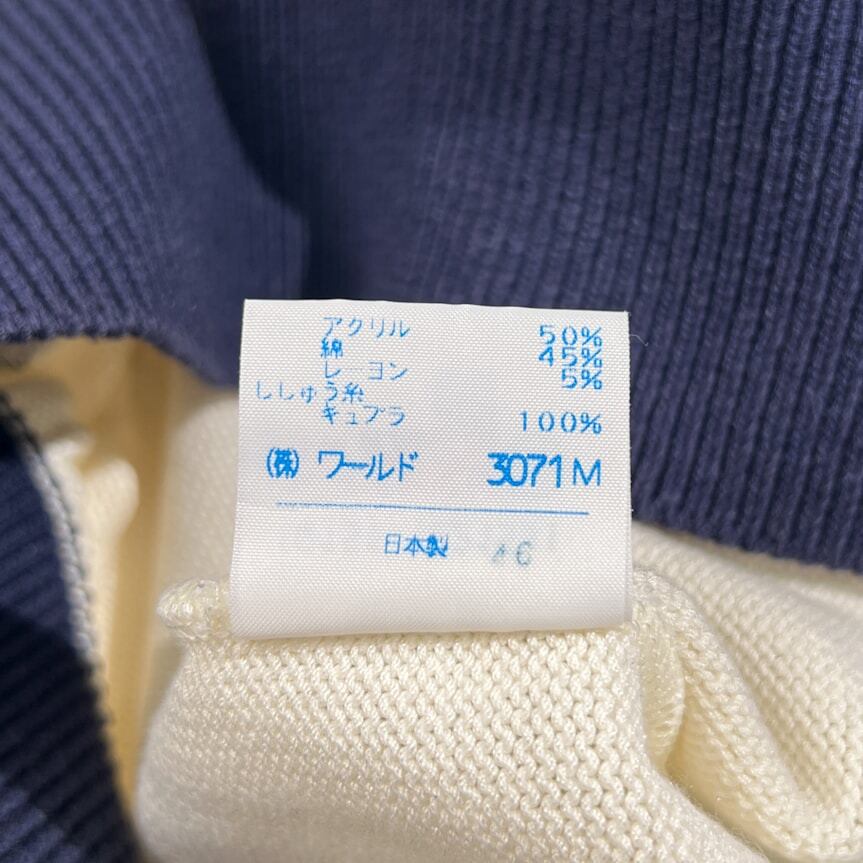 アクリル 50%
綿 45%
レーヨン 5%
ししゅう糸
キュプラ 100%
(株) ワールド 3071M
日本製 46